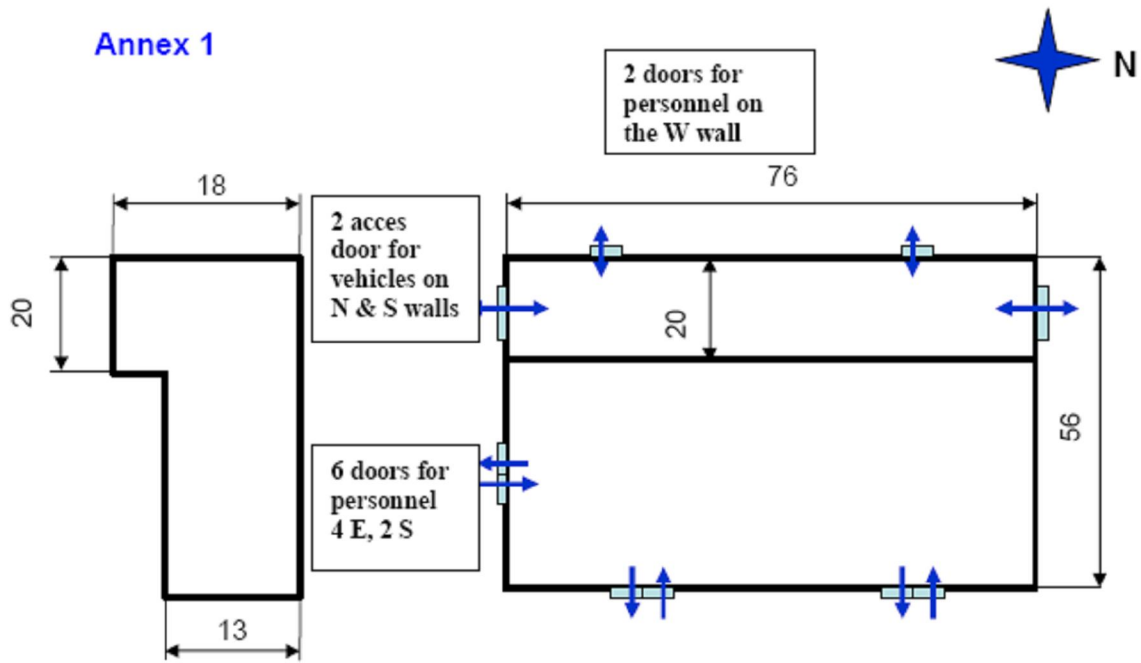 Annex 1
N
2 doors for
personnel on
the W wall
18
76
2 acces
door for
vehicles on
N & S walls
20
20
56
6 doors for
personnel
4 E, 2 S
13